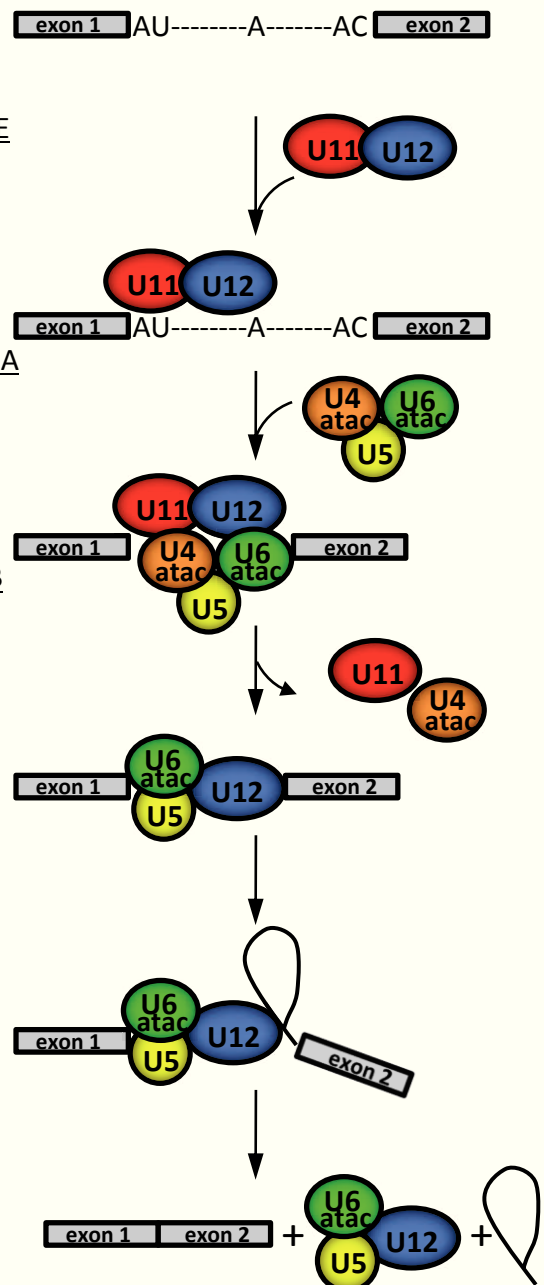 exon 1 AU--------A-------AC exon 2
E
U11 U12
U11 U12
exon 1 AU--------A-------AC exon 2
A
U4 atac U6 atac
U5
U11 U12
exon 1 U4 atac U6 atac exon 2
B
U5
U11
U4 atac
U6 atac
exon 1 U12 exon 2
U5
U6 atac
exon 1 U12
U5 exon 2
U6 atac
exon 1 exon 2 + U12 +
U5